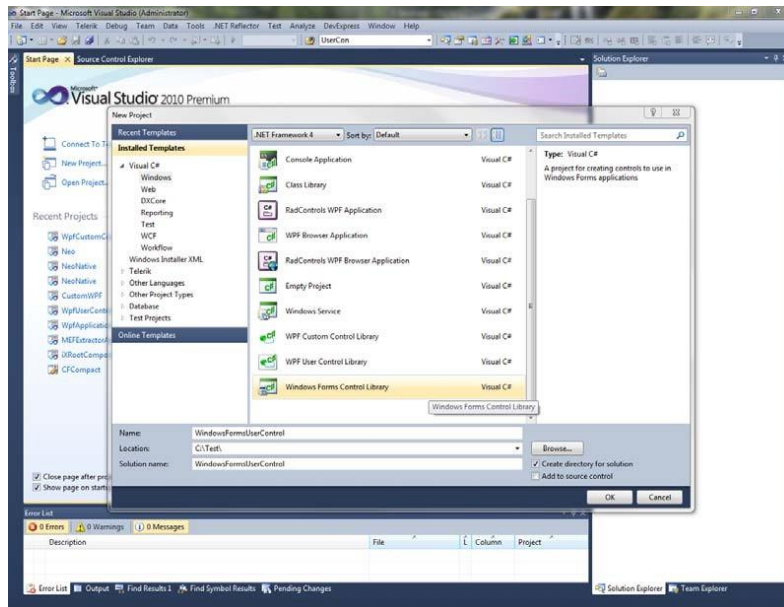 Start Page - Microsoft Visual Studio (Administrator)
File Edit View Telerik Debug Team Data Tools .NET Reflector Test Analyze DevExpress Window Help
UserCon
Start Page Source Control Explorer
Solution Explorer
Toolbox
Microsoft
Visual Studio 2010 Premium
New Project
Recent Templates
.NET Framework 4 Sort by: Default
Search Installed Templates
Installed Templates
Visual C#
Windows
Web
DXCore
Reporting
Test
WCF
Workflow
Windows Installer XML
Telerik
Other Languages
Other Project Types
Database
Test Projects
Online Templates
Console Application Visual C#
Class Library Visual C#
RadControls WPF Application Visual C#
WPF Browser Application Visual C#
RadControls WPF Browser Application Visual C#
Empty Project Visual C#
Windows Service Visual C#
WPF Custom Control Library Visual C#
WPF User Control Library Visual C#
Windows Forms Control Library Visual C#
Windows Forms Control Library
Type: Visual C#
A project for creating controls to use in
Windows Forms applications
Connect To
New Project...
Open Project...
Recent Projects
Neo
NeoNative
NeoNative
CustomWPF
CFCompact
Name: WindowsFormsUserControl
Location: C:\Test\
Browse...
Solution name: WindowsFormsUserControl
Create directory for solution
Add to source control
OK Cancel
Close page after
Show page on
Error List
0 Errors 0 Warnings 0 Messages
Description File L Column Project
Error List Output Find Results 1 Find Symbol Results Pending Changes
Solution Explorer Team Explorer